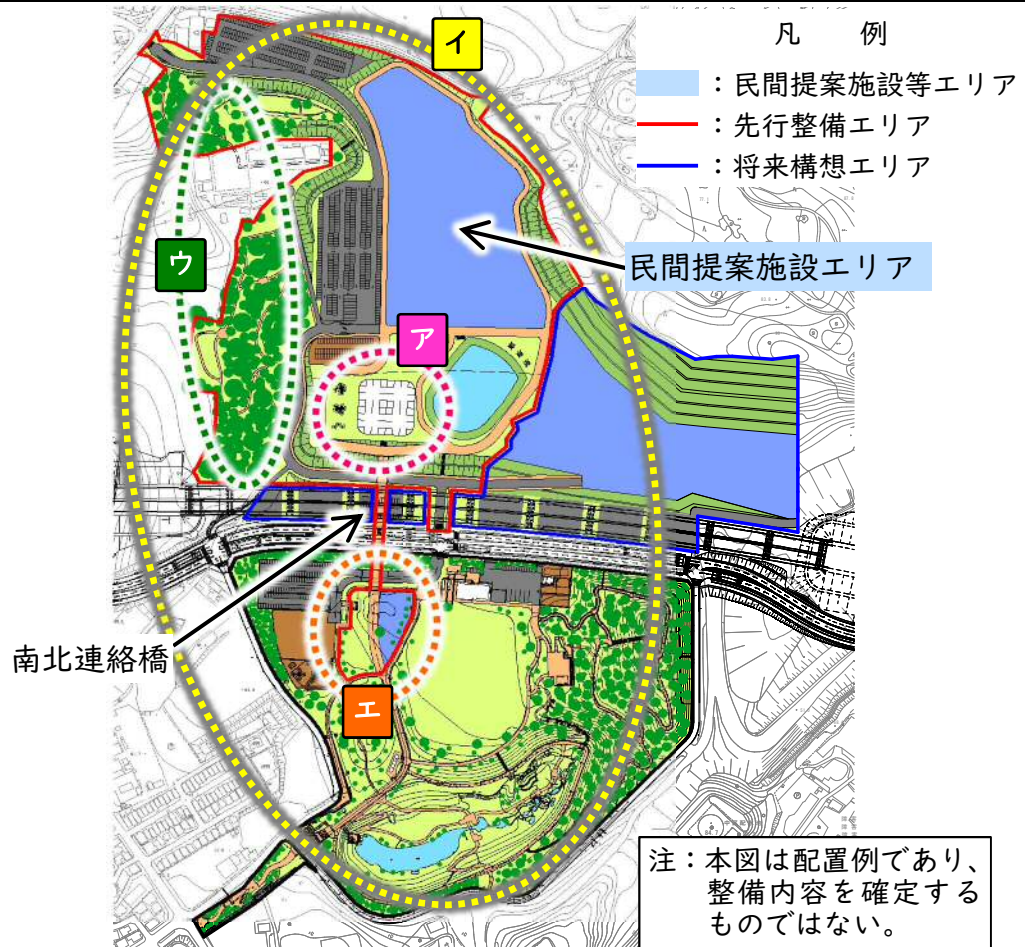 凡　例
：民間提案施設等エリア
：先行整備エリア
：将来構想エリア
イ
民間提案施設エリア
ウ
ア
南北連絡橋
エ
注：本図は配置例であり、
整備内容を確定する
ものではない。